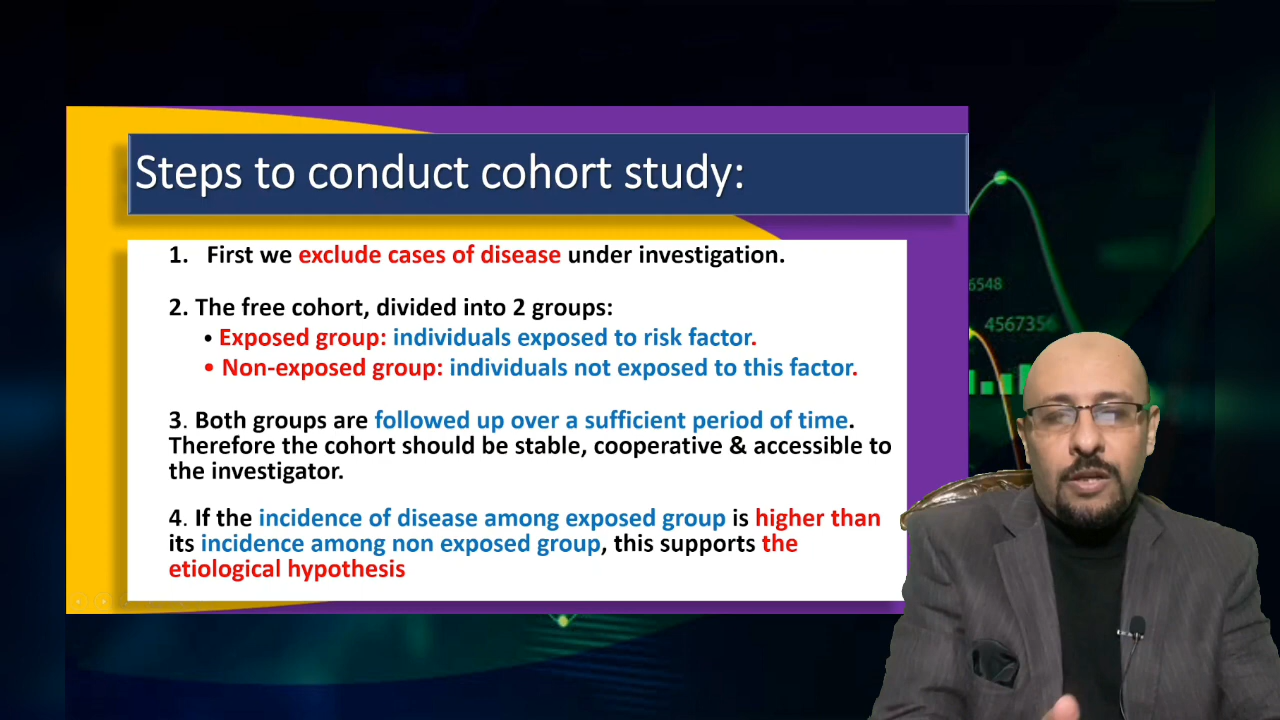 Steps to conduct cohort study:
1. First we exclude cases of disease under investigation.
2. The free cohort, divided into 2 groups:
• Exposed group: individuals exposed to risk factor.
• Non-exposed group: individuals not exposed to this factor.
3. Both groups are followed up over a sufficient period of time.
Therefore the cohort should be stable, cooperative & accessible to
the investigator.
4. If the incidence of disease among exposed group is higher than
its incidence among non exposed group, this supports the
etiological hypothesis
6548
456735